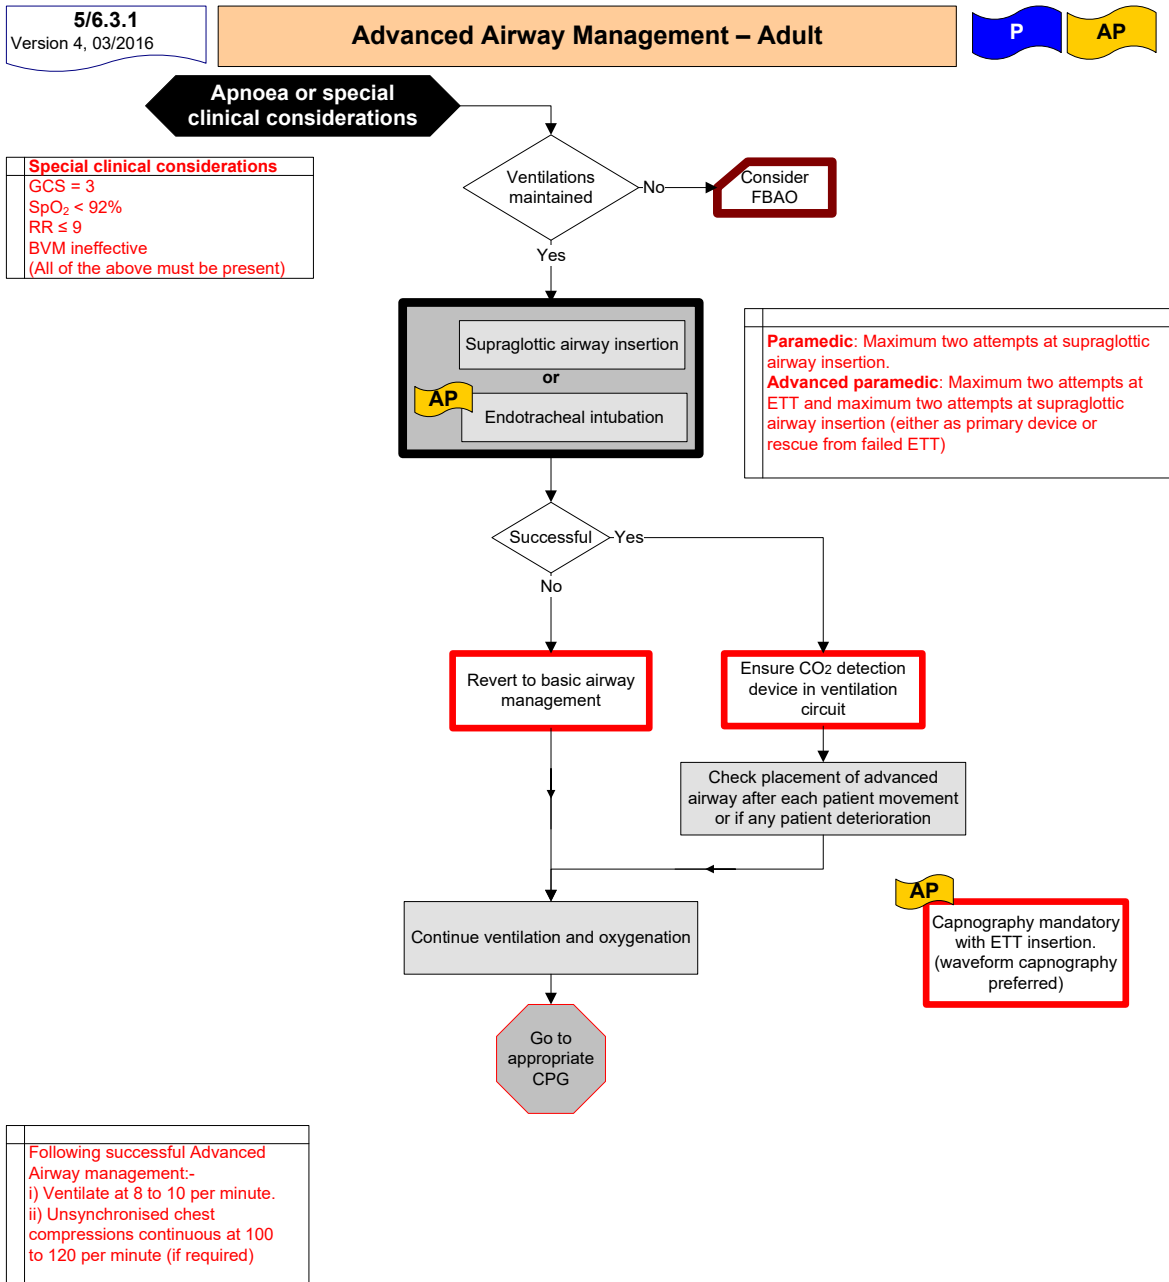 5/6.3.1
Version 4, 03/2016
Advanced Airway Management – Adult
P
AP
Apnoea or special
clinical considerations
Special clinical considerations
GCS = 3
SpO₂ < 92%
RR ≤ 9
BVM ineffective
(All of the above must be present)
Ventilations
maintained
No
Consider
FBAO
Yes
Supraglottic airway insertion
or
AP
Endotracheal intubation
Paramedic: Maximum two attempts at supraglottic
airway insertion.
Advanced paramedic: Maximum two attempts at
ETT and maximum two attempts at supraglottic
airway insertion (either as primary device or
rescue from failed ETT)
Successful
Yes
No
Revert to basic airway
management
Ensure CO2 detection
device in ventilation
circuit
Check placement of advanced
airway after each patient movement
or if any patient deterioration
Continue ventilation and oxygenation
AP
Capnography mandatory
with ETT insertion.
(waveform capnography
preferred)
Go to
appropriate
CPG
Following successful Advanced
Airway management:-
i) Ventilate at 8 to 10 per minute.
ii) Unsynchronised chest
compressions continuous at 100
to 120 per minute (if required)